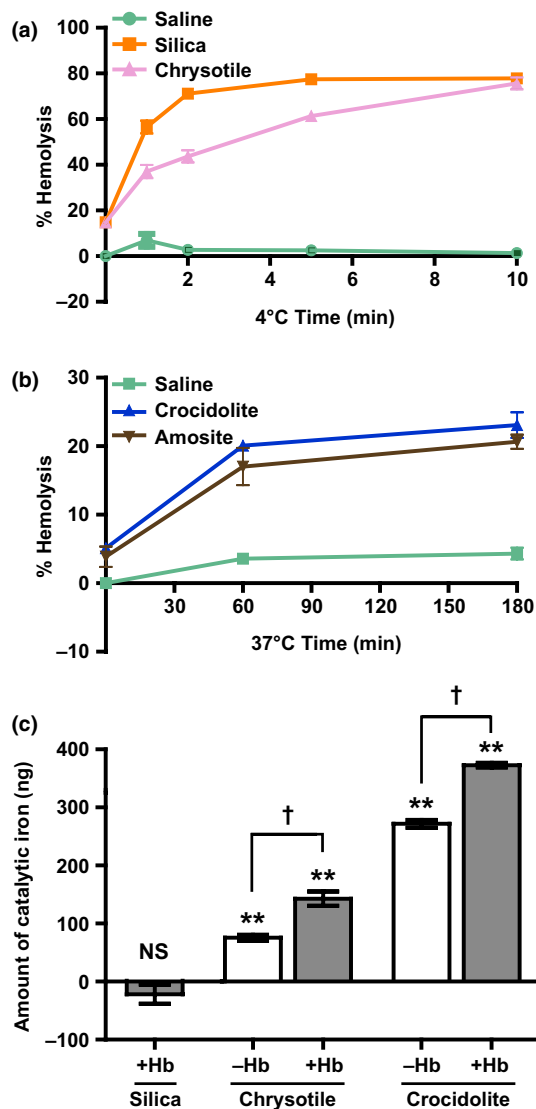 (a)
Saline
Silica
Chrysotile
% Hemolysis
100
80
60
40
20
0
−20
2 4 6 8 10
4°C Time (min)
(b)
Saline
Crocidolite
Amosite
% Hemolysis
30
20
10
0
−10
30 60 90 120 150 180
37°C Time (min)
(c)
Amount of catalytic iron (ng)
400
300
200
100
0
−100
NS
** † **
** † **
+Hb −Hb +Hb −Hb +Hb
Silica Chrysotile Crocidolite